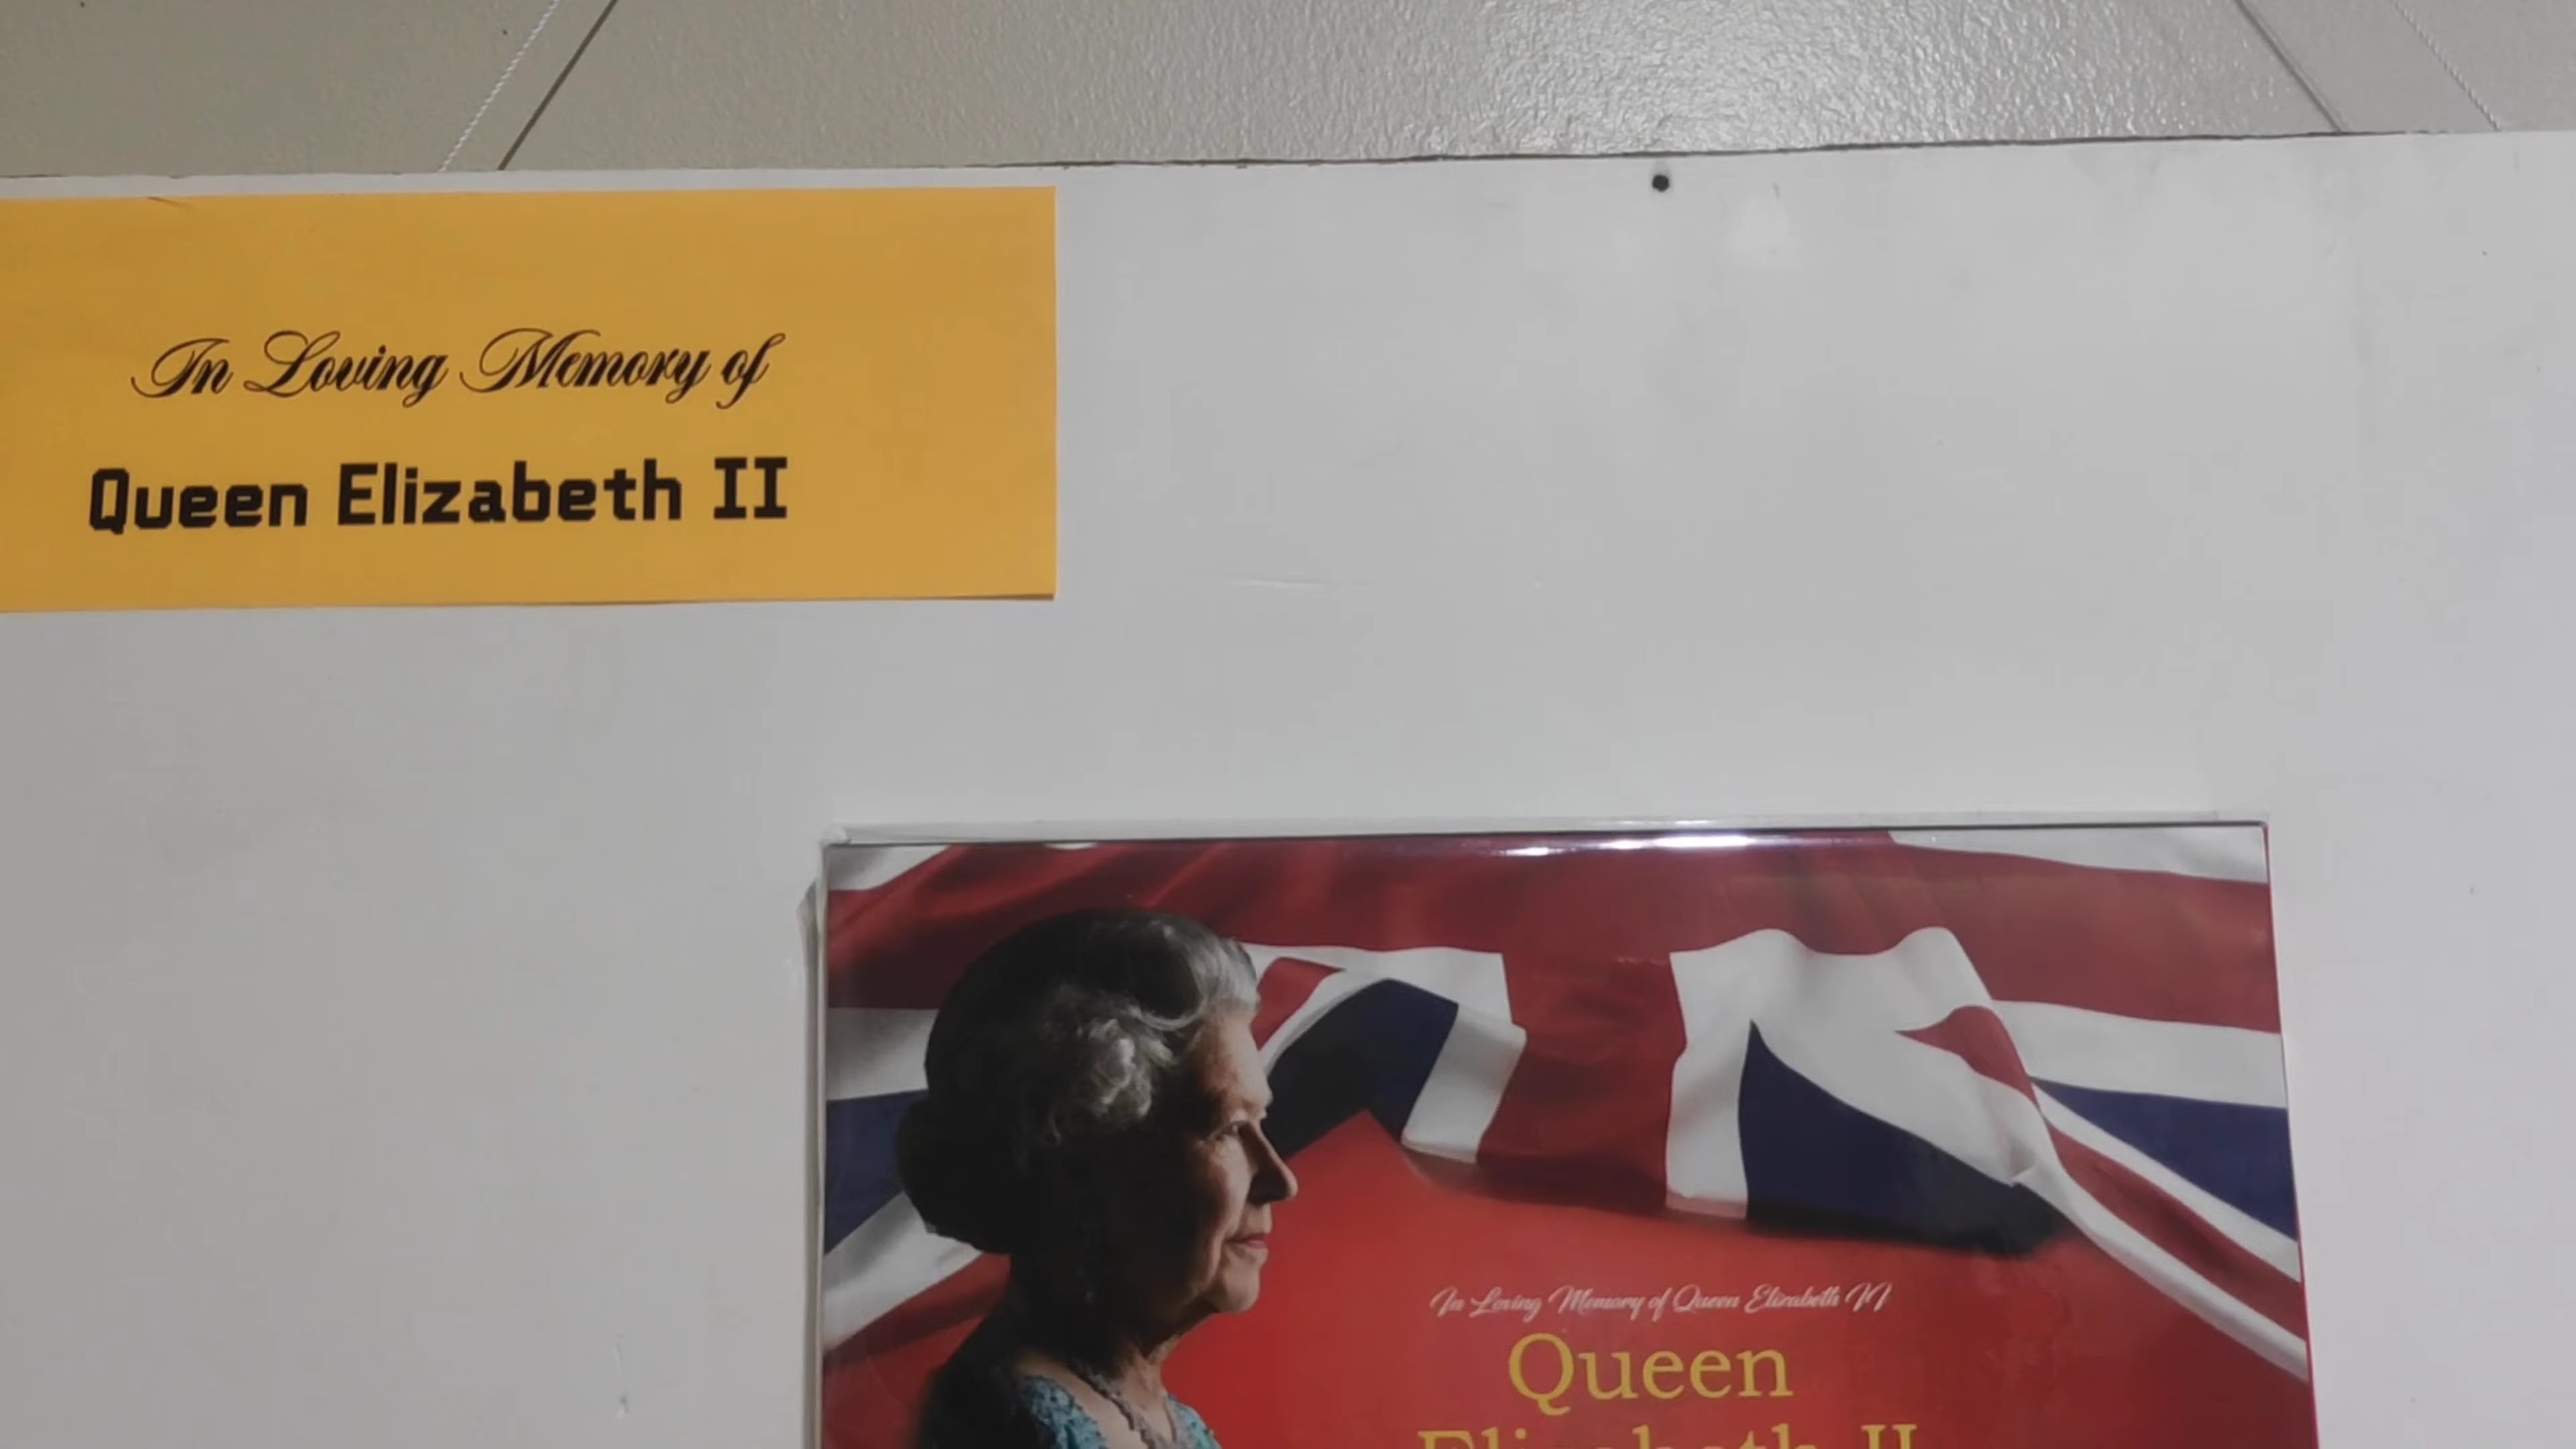 In Loving Memory of
Queen Elizabeth II
In Loving Memory of Queen Elizabeth II
Queen
Elizabeth II